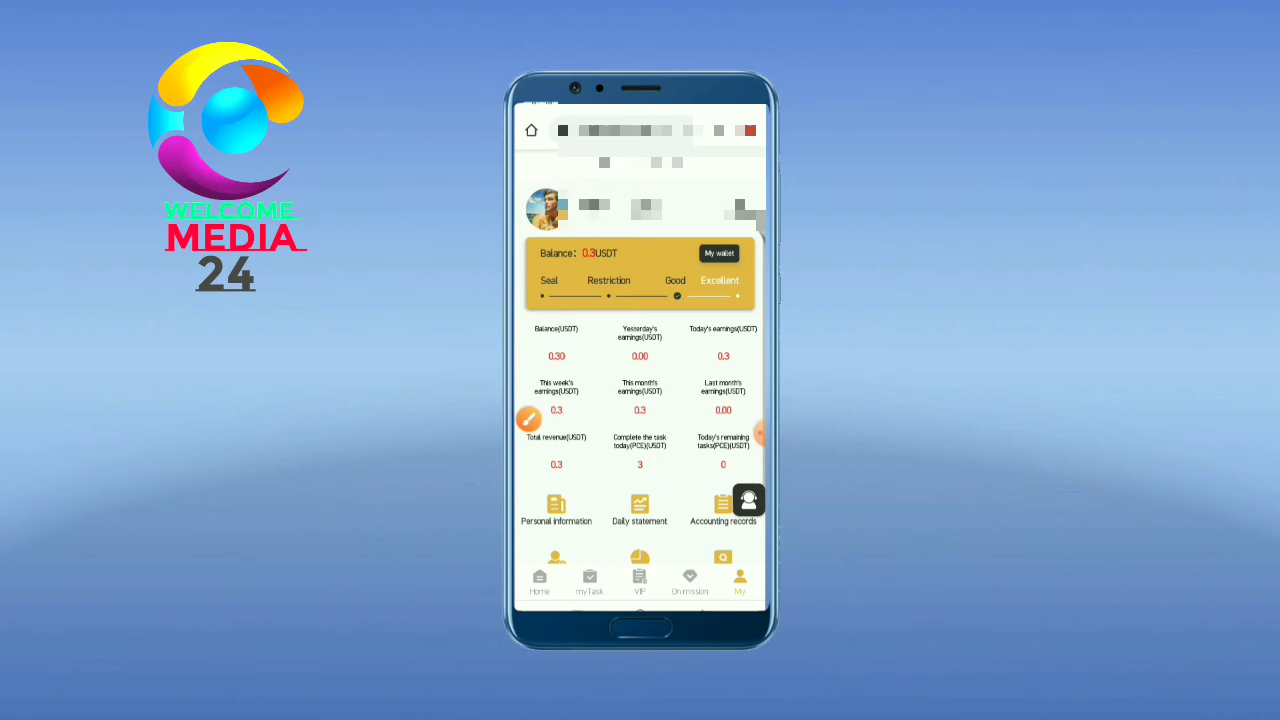 WELCOME
MEDIA
24
Balance: 0.3USDT
My wallet
Seal Restriction Good Excellent
Balance(USDT) Yesterday's earnings(USDT) Today's earnings(USDT)
0.30 0.00 0.3
This week's earnings(USDT) This month's earnings(USDT) Last month's earnings(USDT)
0.3 0.3 0.00
Total revenue(USDT) Complete the task today(PCE)(USDT) Today's remaining tasks(PCE)(USDT)
0.3 3 0
Personal information Daily statement Accounting records
Home myTask VIP On mission My